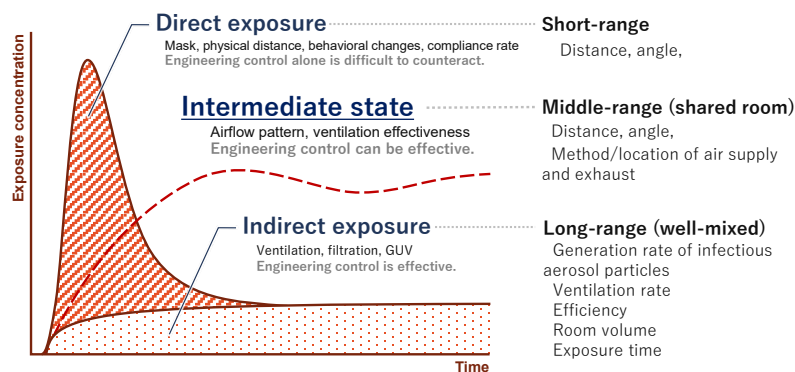 Direct exposure
Mask, physical distance, behavioral changes, compliance rate
Engineering control alone is difficult to counteract.
Short-range
Distance, angle,
Exposure concentration
Intermediate state
Airflow pattern, ventilation effectiveness
Engineering control can be effective.
Middle-range (shared room)
Distance, angle,
Method/location of air supply
and exhaust
Indirect exposure
Ventilation, filtration, GUV
Engineering control is effective.
Long-range (well-mixed)
Generation rate of infectious
aerosol particles
Ventilation rate
Efficiency
Room volume
Exposure time
Time